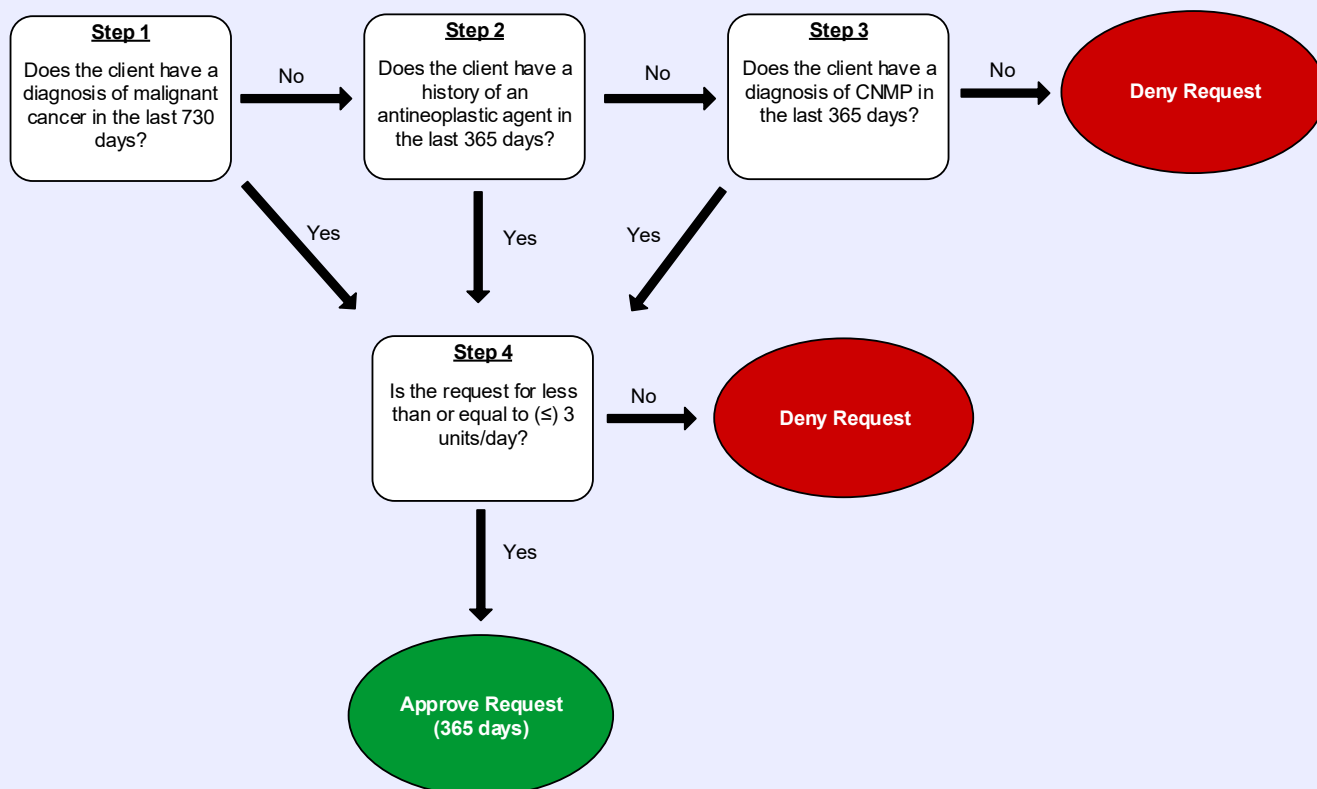 Step 1
Does the client have a
diagnosis of malignant
cancer in the last 730
days?
No
Step 2
Does the client have a
history of an
antineoplastic agent in
the last 365 days?
No
Step 3
Does the client have a
diagnosis of CNMP in
the last 365 days?
No
Deny Request
Yes
Yes
Yes
Step 4
Is the request for less
than or equal to (≤) 3
units/day?
No
Deny Request
Yes
Approve Request
(365 days)